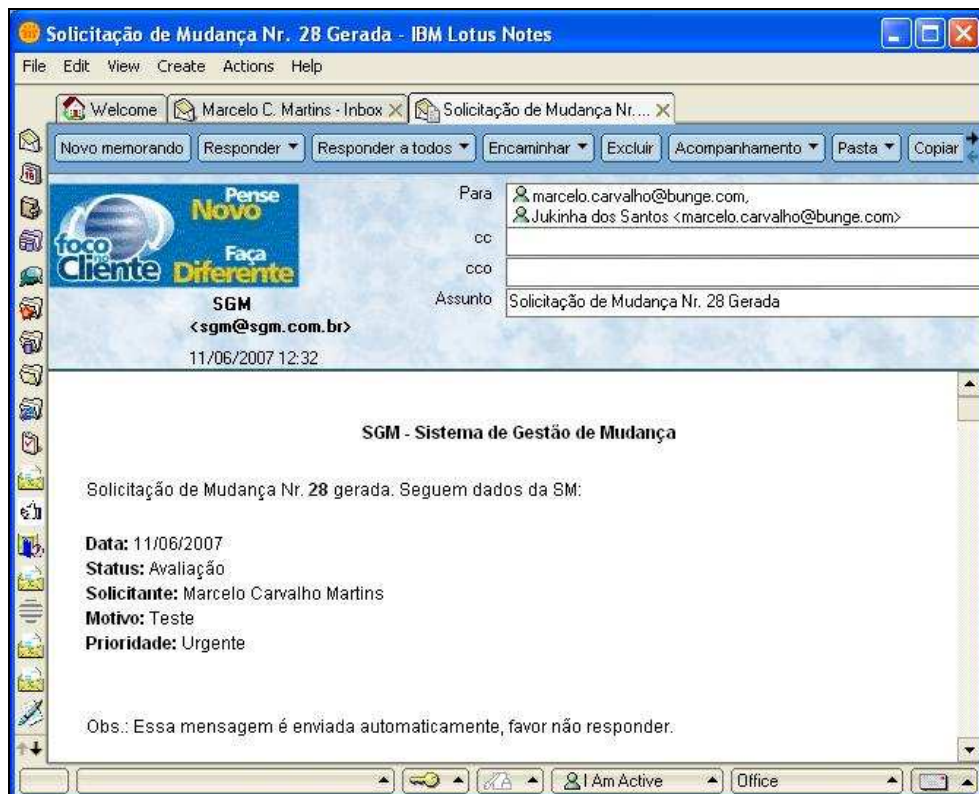 Solicitação de Mudança Nr. 28 Gerada - IBM Lotus Notes
File Edit View Create Actions Help
Welcome Marcelo C. Martins - Inbox Solicitação de Mudança Nr....
Novo memorando Responder Responder a todos Encaminhar Excluir Acompanhamento Pasta Copiar
Pense
Novo
foco no
Cliente
Faça
Diferente
SGM
<sgm@sgm.com.br>
11/06/2007 12:32
Para marcelo.carvalho@bunge.com,
Jukinha dos Santos <marcelo.carvalho@bunge.com>
cc
cco
Assunto Solicitação de Mudança Nr. 28 Gerada
SGM - Sistema de Gestão de Mudança
Solicitação de Mudança Nr. 28 gerada. Seguem dados da SM:
Data: 11/06/2007
Status: Avaliação
Solicitante: Marcelo Carvalho Martins
Motivo: Teste
Prioridade: Urgente
Obs.: Essa mensagem é enviada automaticamente, favor não responder.
I Am Active Office